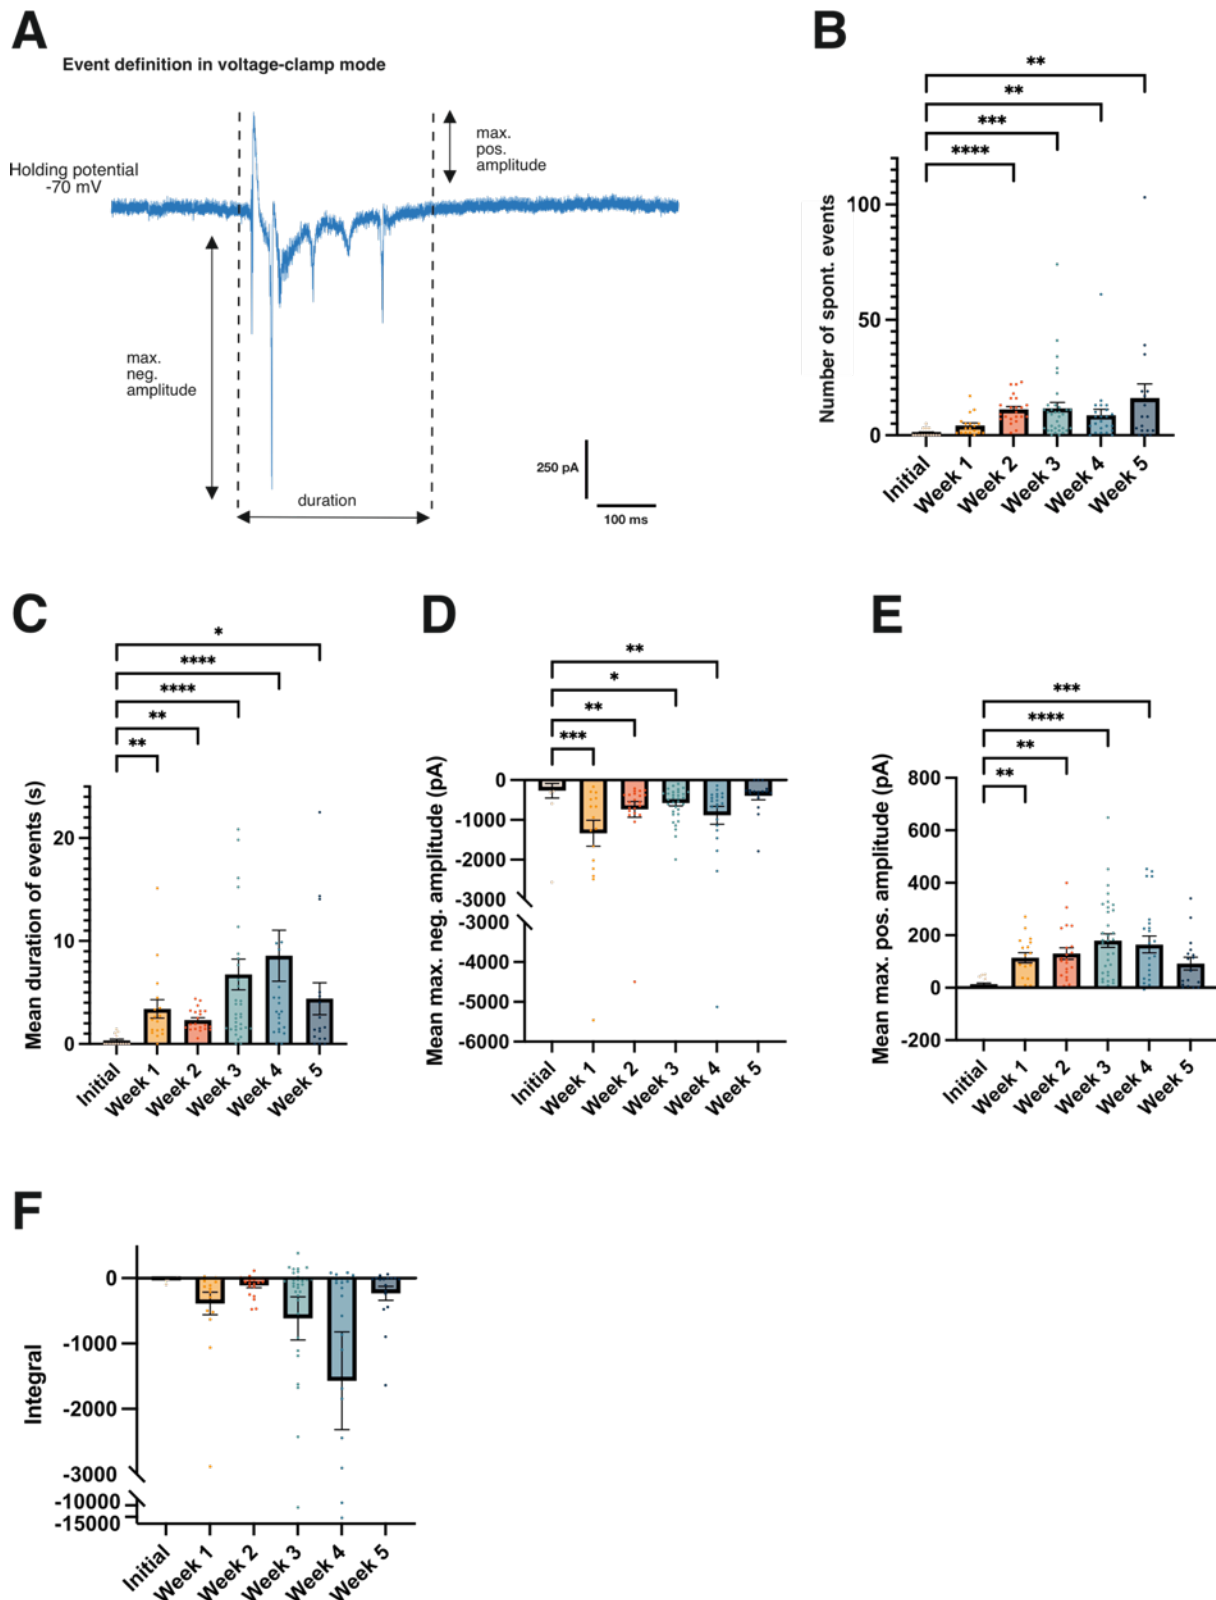 A
Event definition in voltage-clamp mode
Holding potential
-70 mV
max.
pos.
amplitude
max.
neg.
amplitude
duration
250 pA
100 ms
B
**
**
***
****
Number of spont. events
100
50
0
Initial
Week 1
Week 2
Week 3
Week 4
Week 5
C
*
****
****
**
**
Mean duration of events (s)
20
10
0
Initial
Week 1
Week 2
Week 3
Week 4
Week 5
D
**
*
**
***
Mean max. neg. amplitude (pA)
0
-1000
-2000
-3000
-3000
-4000
-5000
-6000
Initial
Week 1
Week 2
Week 3
Week 4
Week 5
E
***
****
**
**
Mean max. pos. amplitude (pA)
800
600
400
200
0
-200
Initial
Week 1
Week 2
Week 3
Week 4
Week 5
F
Integral
0
-1000
-2000
-3000
-10000
-15000
Initial
Week 1
Week 2
Week 3
Week 4
Week 5